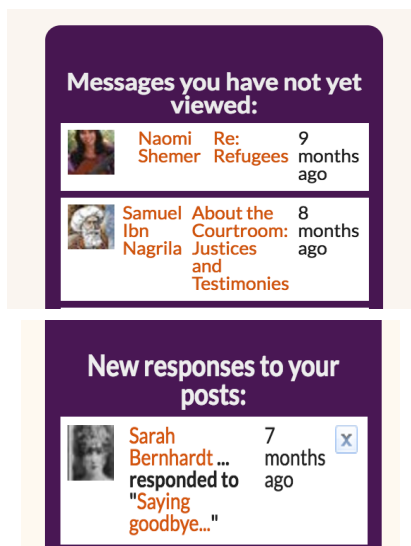 Messages you have not yet
viewed:
Naomi
Shemer
Re:
Refugees
9
months
ago
Samuel
Ibn
Nagrila
About the
Courtroom:
Justices
and
Testimonies
8
months
ago
New responses to your
posts:
Sarah
Bernhardt ...
responded to
"Saying
goodbye..."
7
months
ago
x